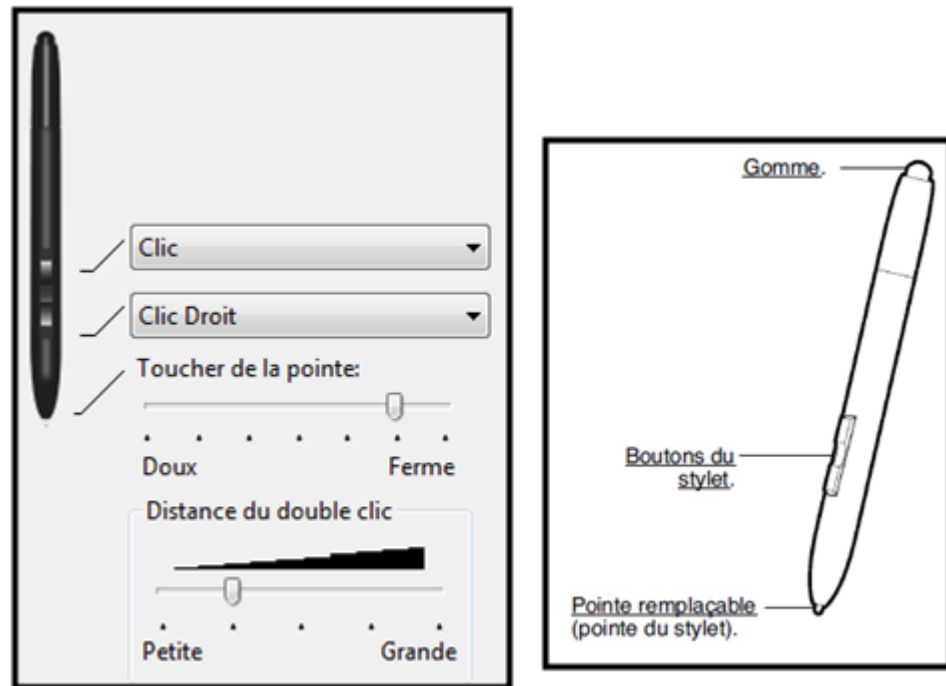 Clic
Clic Droit
Toucher de la pointe:
Doux Ferme
Distance du double clic
Petite Grande
Gomme.
Boutons du
stylet.
Pointe remplaçable
(pointe du stylet).